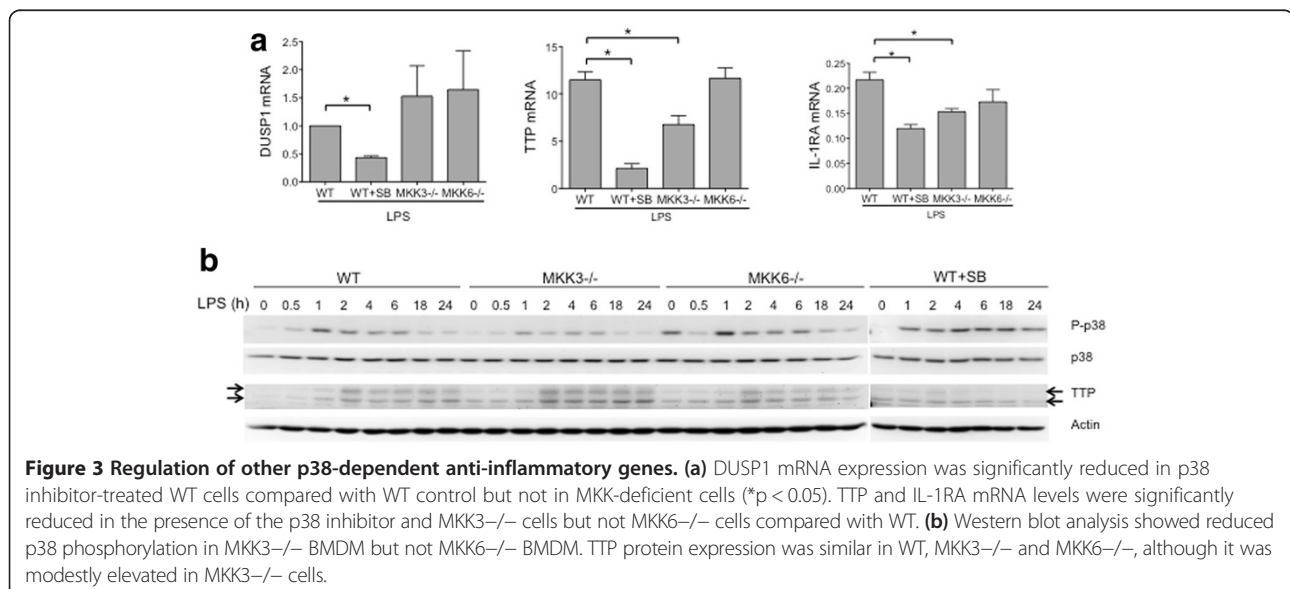 a
2.5
2.0
1.5
1.0
0.5
0.0
DUSP1 mRNA
*
WT WT+SB MKK3-/- MKK6-/-
LPS
15
10
5
0
TTP mRNA
*
*
WT WT+SB MKK3-/- MKK6-/-
LPS
0.25
0.20
0.15
0.10
0.05
0.00
IL-1RA mRNA
*
*
WT WT+SB MKK3-/- MKK6-/-
LPS
b
WT MKK3-/- MKK6-/- WT+SB
LPS (h) 0 0.5 1 2 4 6 18 24 0 0.5 1 2 4 6 18 24 0 0.5 1 2 4 6 18 24 0 1 2 4 6 18 24
P-p38
p38
TTP
Actin
Figure 3 Regulation of other p38-dependent anti-inflammatory genes. (a) DUSP1 mRNA expression was significantly reduced in p38
inhibitor-treated WT cells compared with WT control but not in MKK-deficient cells (*p < 0.05). TTP and IL-1RA mRNA levels were significantly
reduced in the presence of the p38 inhibitor and MKK3−/− cells but not MKK6−/− cells compared with WT. (b) Western blot analysis showed reduced
p38 phosphorylation in MKK3−/− BMDM but not MKK6−/− BMDM. TTP protein expression was similar in WT, MKK3−/− and MKK6−/−, although it was
modestly elevated in MKK3−/− cells.